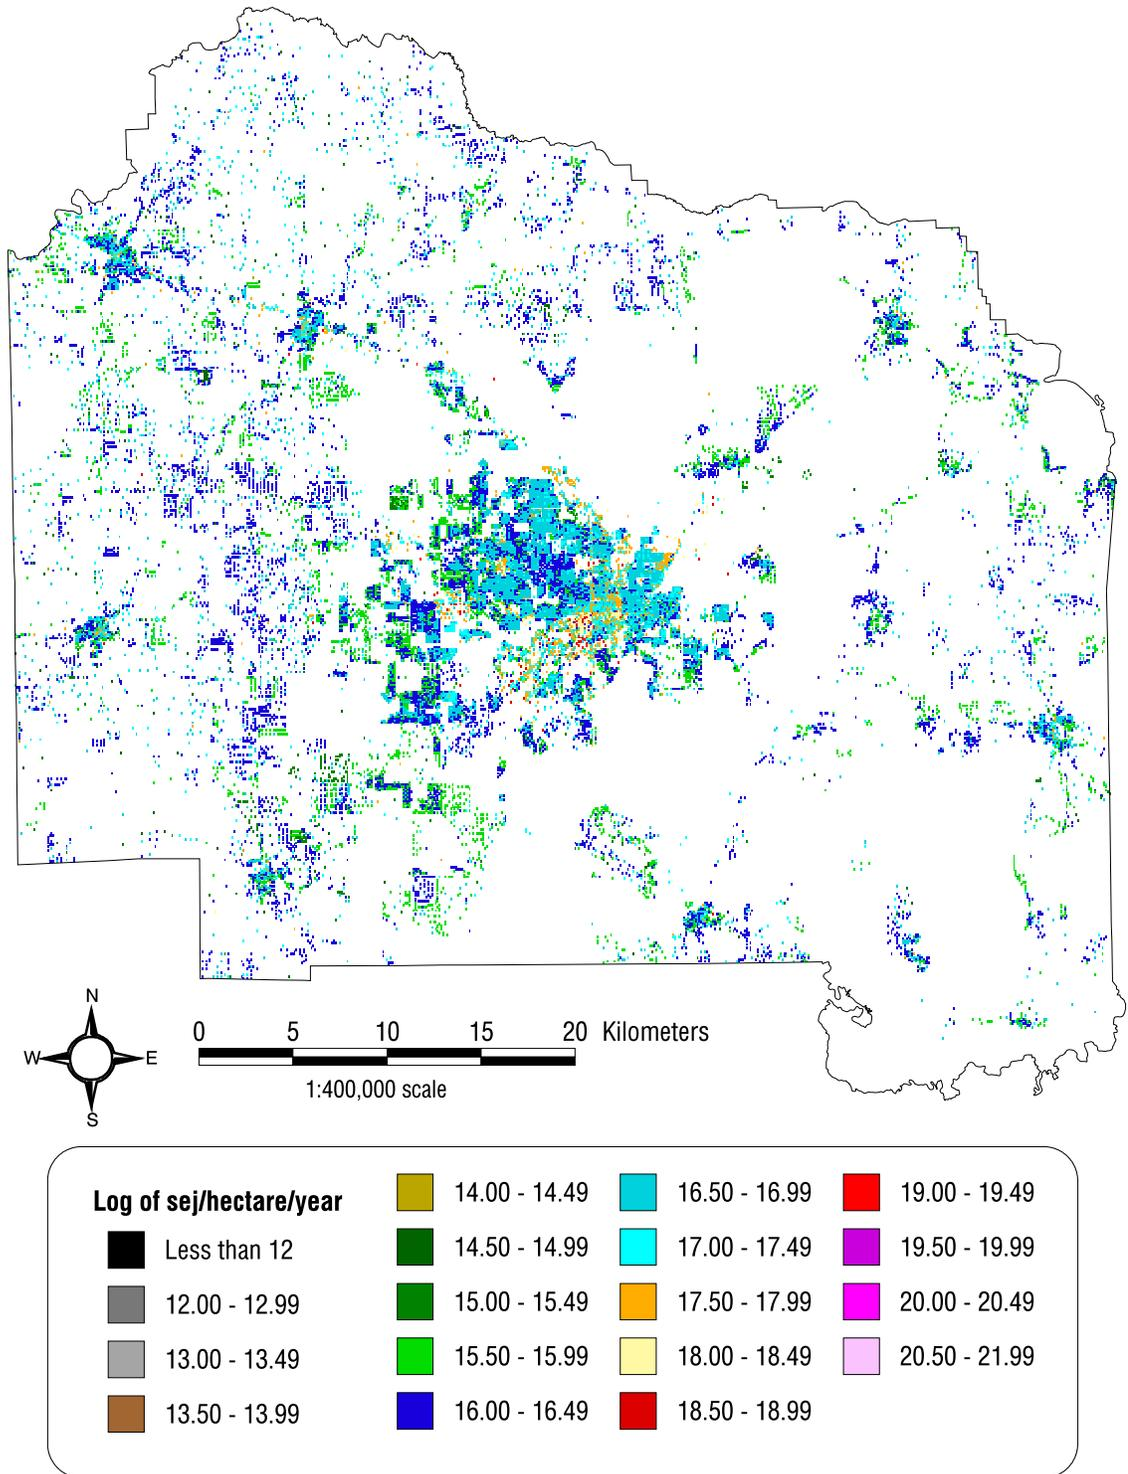 N
W E
S
0 5 10 15 20 Kilometers
1:400,000 scale
Log of sej/hectare/year
Less than 12
12.00 - 12.99
13.00 - 13.49
13.50 - 13.99
14.00 - 14.49
14.50 - 14.99
15.00 - 15.49
15.50 - 15.99
16.00 - 16.49
16.50 - 16.99
17.00 - 17.49
17.50 - 17.99
18.00 - 18.49
18.50 - 18.99
19.00 - 19.49
19.50 - 19.99
20.00 - 20.49
20.50 - 21.99